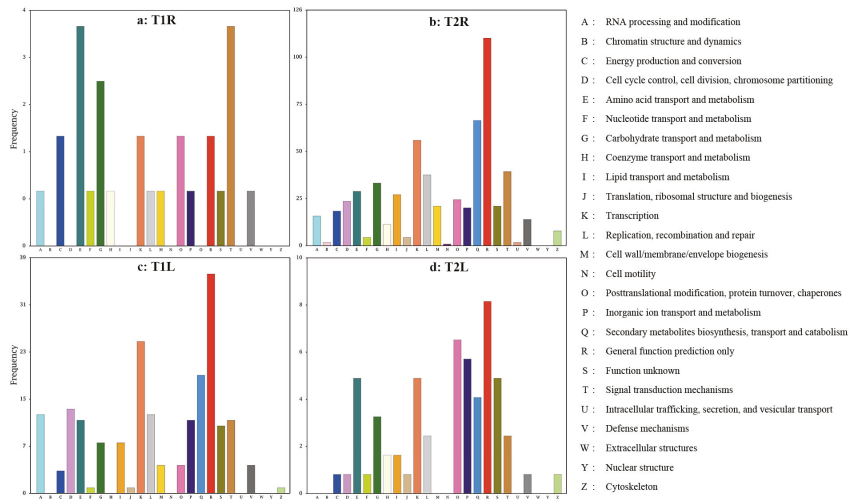 a: T1R
4
3
2
2
0
0
Frequency
A B C D E F G H I J K L M N O P Q R S T U V W Y Z
b: T2R
126
75
50
25
0
A B C D E F G H I J K L M N O P Q R S T U V W Y Z
c: T1L
39
31
23
15
7
0
Frequency
A B C D E F G H I J K L M N O P Q R S T U V W Y Z
d: T2L
10
8
6
4
2
0
A B C D E F G H I J K L M N O P Q R S T U V W Y Z
A : RNA processing and modification
B : Chromatin structure and dynamics
C : Energy production and conversion
D : Cell cycle control, cell division, chromosome partitioning
E : Amino acid transport and metabolism
F : Nucleotide transport and metabolism
G : Carbohydrate transport and metabolism
H : Coenzyme transport and metabolism
I : Lipid transport and metabolism
J : Translation, ribosomal structure and biogenesis
K : Transcription
L : Replication, recombination and repair
M : Cell wall/membrane/envelope biogenesis
N : Cell motility
O : Posttranslational modification, protein turnover, chaperones
P : Inorganic ion transport and metabolism
Q : Secondary metabolites biosynthesis, transport and catabolism
R : General function prediction only
S : Function unknown
T : Signal transduction mechanisms
U : Intracellular trafficking, secretion, and vesicular transport
V : Defense mechanisms
W : Extracellular structures
Y : Nuclear structure
Z : Cytoskeleton